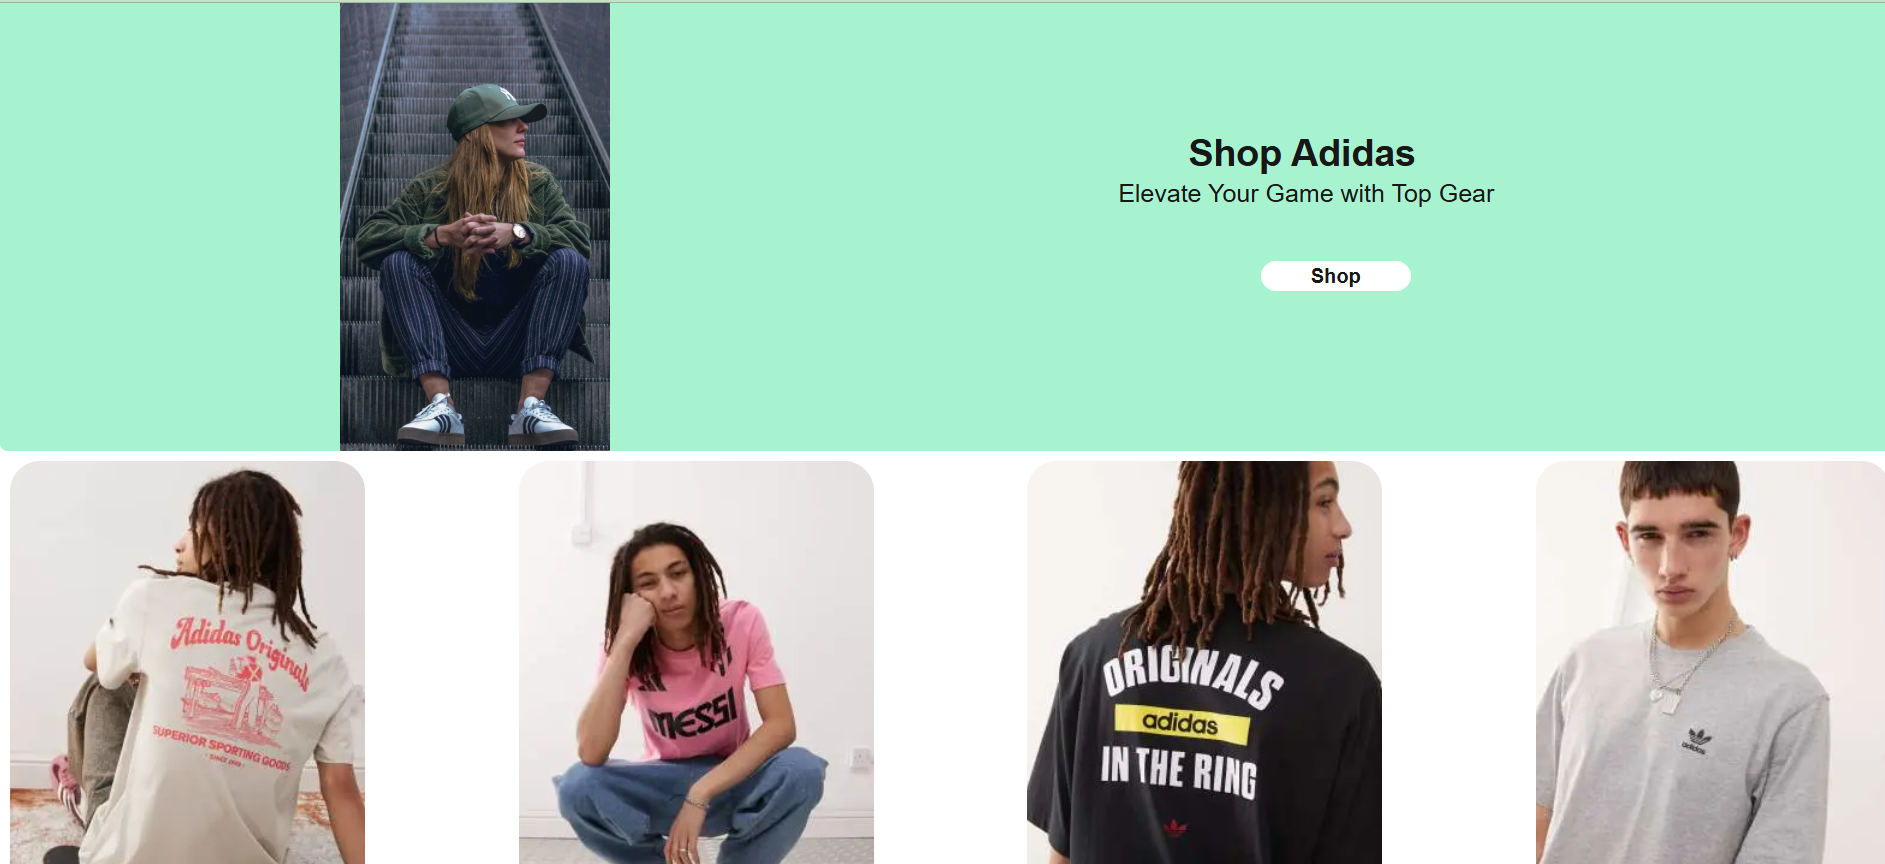 Shop Adidas
Elevate Your Game with Top Gear
Shop
Adidas Originals
SUPERIOR SPORTING GOODS
MESSI
ORIGINALS
adidas
IN THE RING
adidas